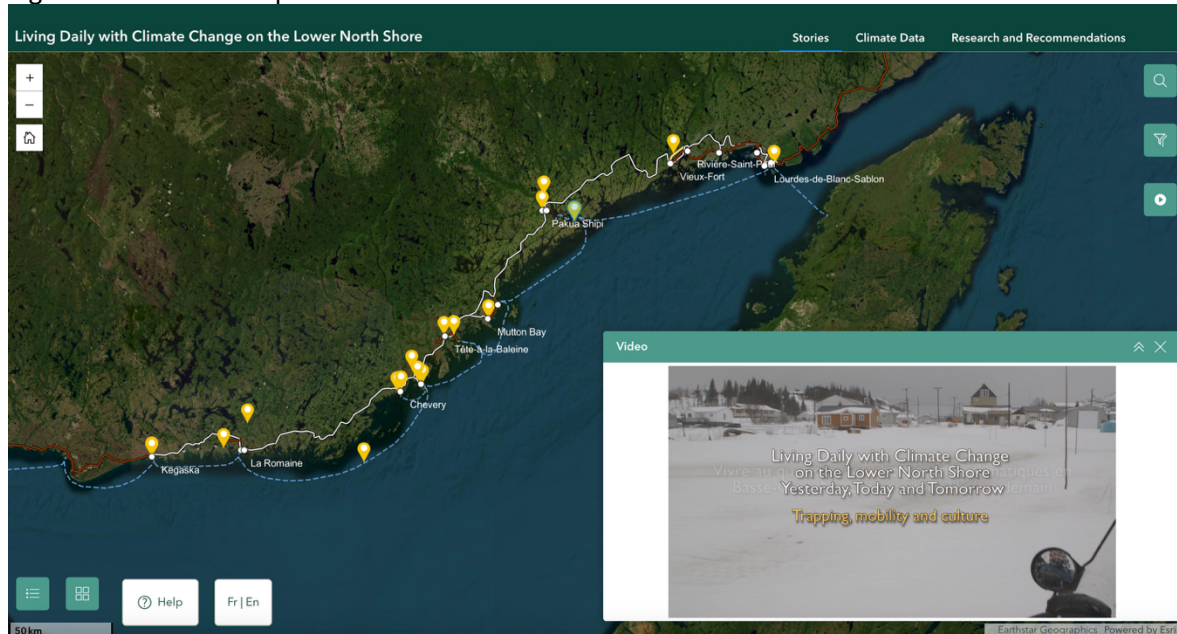 Living Daily with Climate Change on the Lower North Shore
Stories
Climate Data
Research and Recommendations
+
−
Rivière-Saint-Paul
Vieux-Fort
Lourdes-de-Blanc-Sablon
Pakua Shipi
Mutton Bay
Tête-à-la-Baleine
Chevery
Kegaska
La Romaine
Video
Living Daily with Climate Change
on the Lower North Shore
Yesterday, Today and Tomorrow
Trapping, mobility and culture
Help
Fr | En
50 km
Earthstar Geographics Powered by Esri